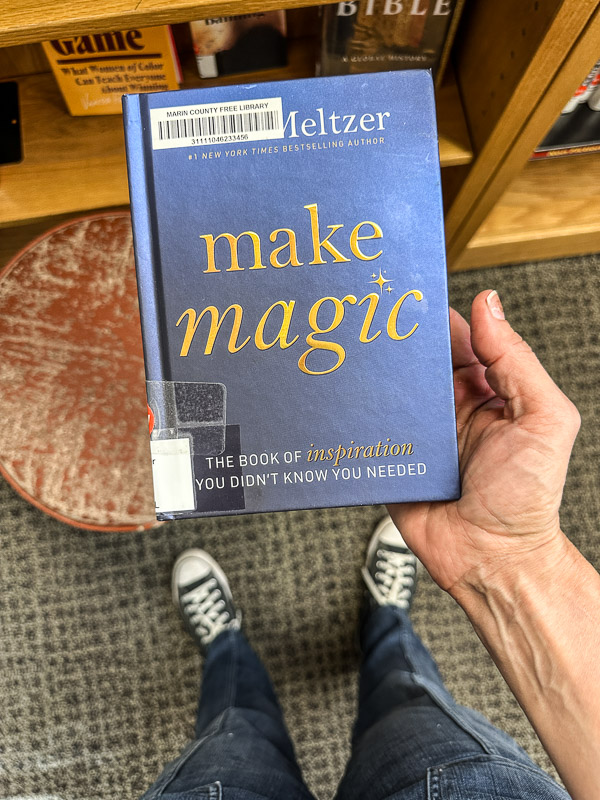 Game
What Women of Color
Can Teach Everyone
About Winning
BIBLE
MARIN COUNTY FREE LIBRARY
31111046233456
Meltzer
#1 NEW YORK TIMES BESTSELLING AUTHOR
make
magic
THE BOOK OF inspiration
YOU DIDN'T KNOW YOU NEEDED